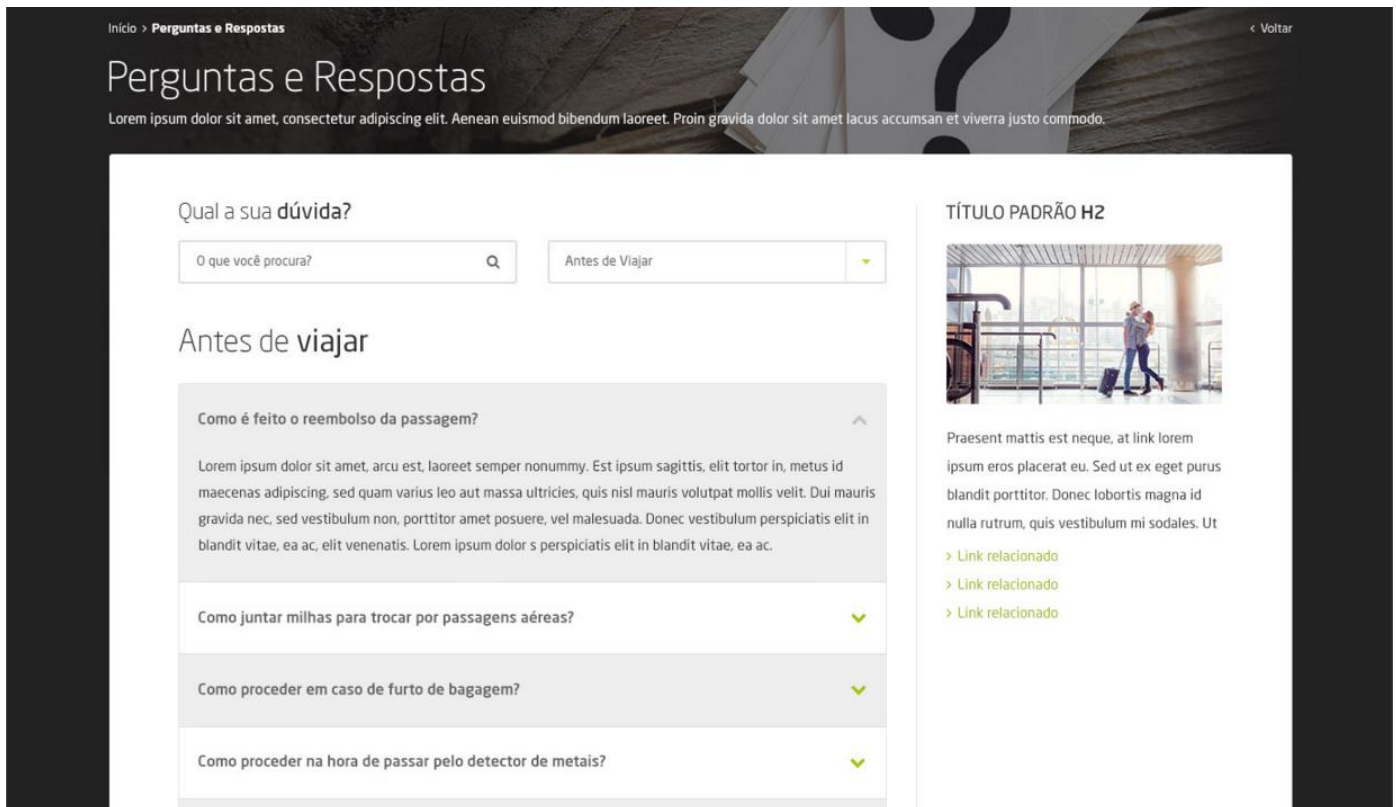 Início > Perguntas e Respostas
< Voltar
Perguntas e Respostas
Lorem ipsum dolor sit amet, consectetur adipiscing elit. Aenean euismod bibendum laoreet. Proin gravida dolor sit amet lacus accumsan et viverra justo commodo.
Qual a sua dúvida?
O que você procura?
Antes de Viajar
Antes de viajar
Como é feito o reembolso da passagem?
Lorem ipsum dolor sit amet, arcu est, laoreet semper nonummy. Est ipsum sagittis, elit tortor in, metus id
maecenas adipiscing, sed quam varius leo aut massa ultricies, quis nisl mauris volutpat mollis velit. Dui mauris
gravida nec, sed vestibulum non, porttitor amet posuere, vel malesuada. Donec vestibulum perspiciatis elit in
blandit vitae, ea ac, elit venenatis. Lorem ipsum dolor s perspiciatis elit in blandit vitae, ea ac.
Como juntar milhas para trocar por passagens aéreas?
Como proceder em caso de furto de bagagem?
Como proceder na hora de passar pelo detector de metais?
TÍTULO PADRÃO H2
Praesent mattis est neque, at link lorem
ipsum eros placerat eu. Sed ut ex eget purus
blandit porttitor. Donec lobortis magna id
nulla rutrum, quis vestibulum mi sodales. Ut
> Link relacionado
> Link relacionado
> Link relacionado